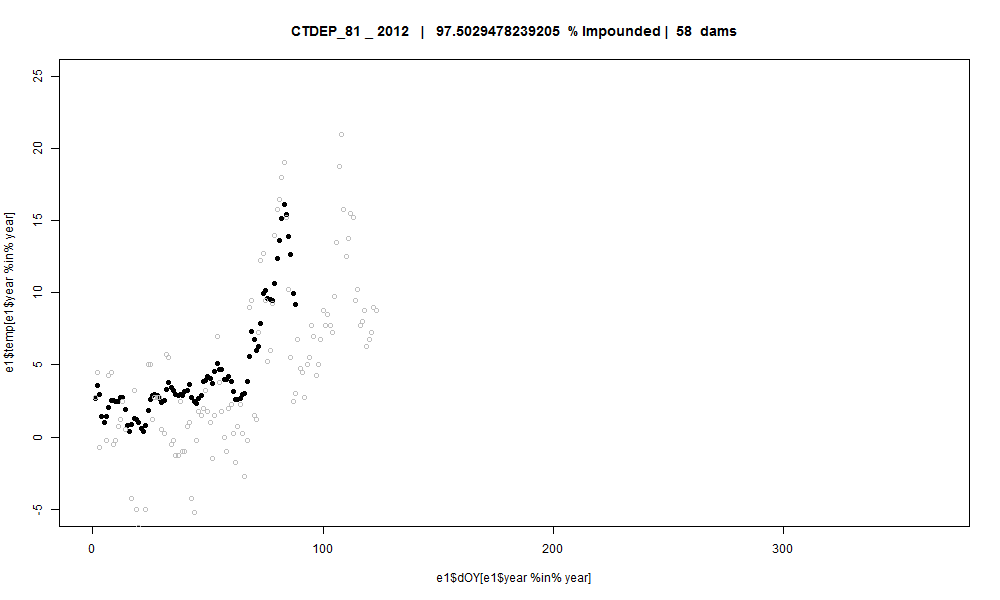 CTDEP_81 _ 2012 | 97.5029478239205 % Impounded | 58 dams
e1$temp[e1$year %in% year]
25
20
15
10
5
0
-5
0 100 200 300
e1$dOY[e1$year %in% year]